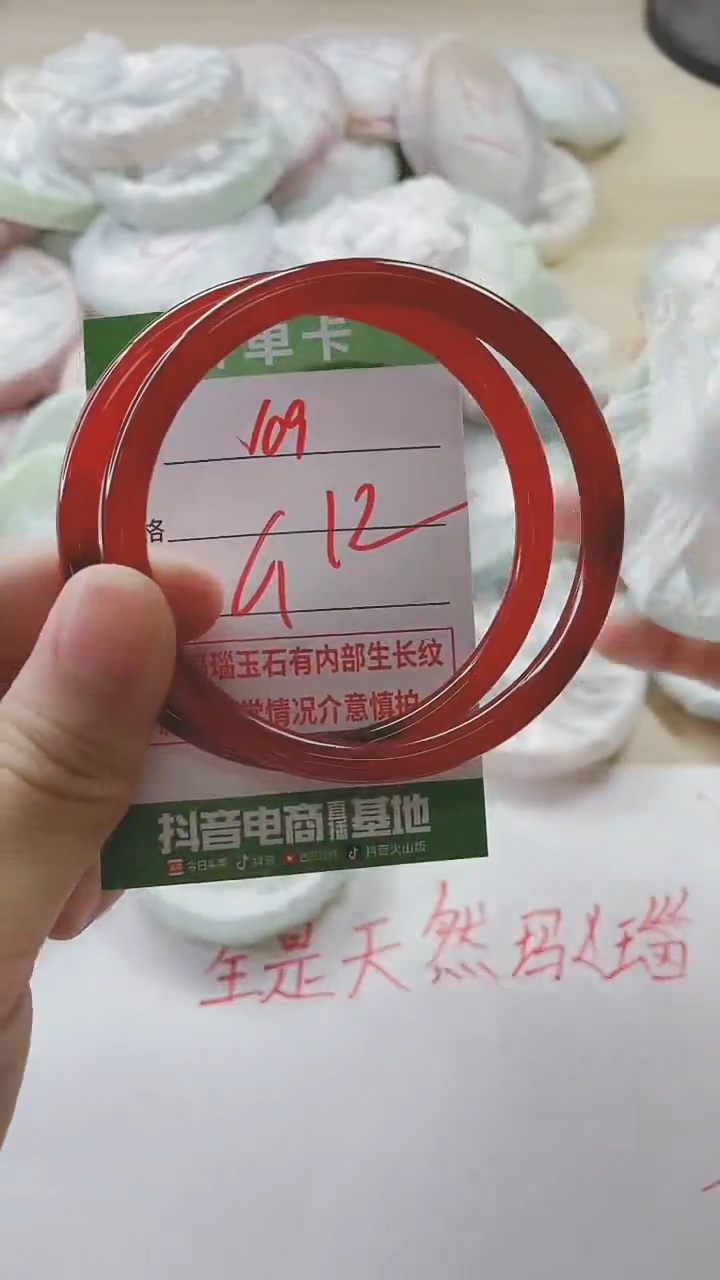 单卡
109
格
12
瑙玉石有内部生长纹
情况介意慎拍
抖音电商直播基地
今日头条 抖音 抖音火山版
全是天然玛瑙